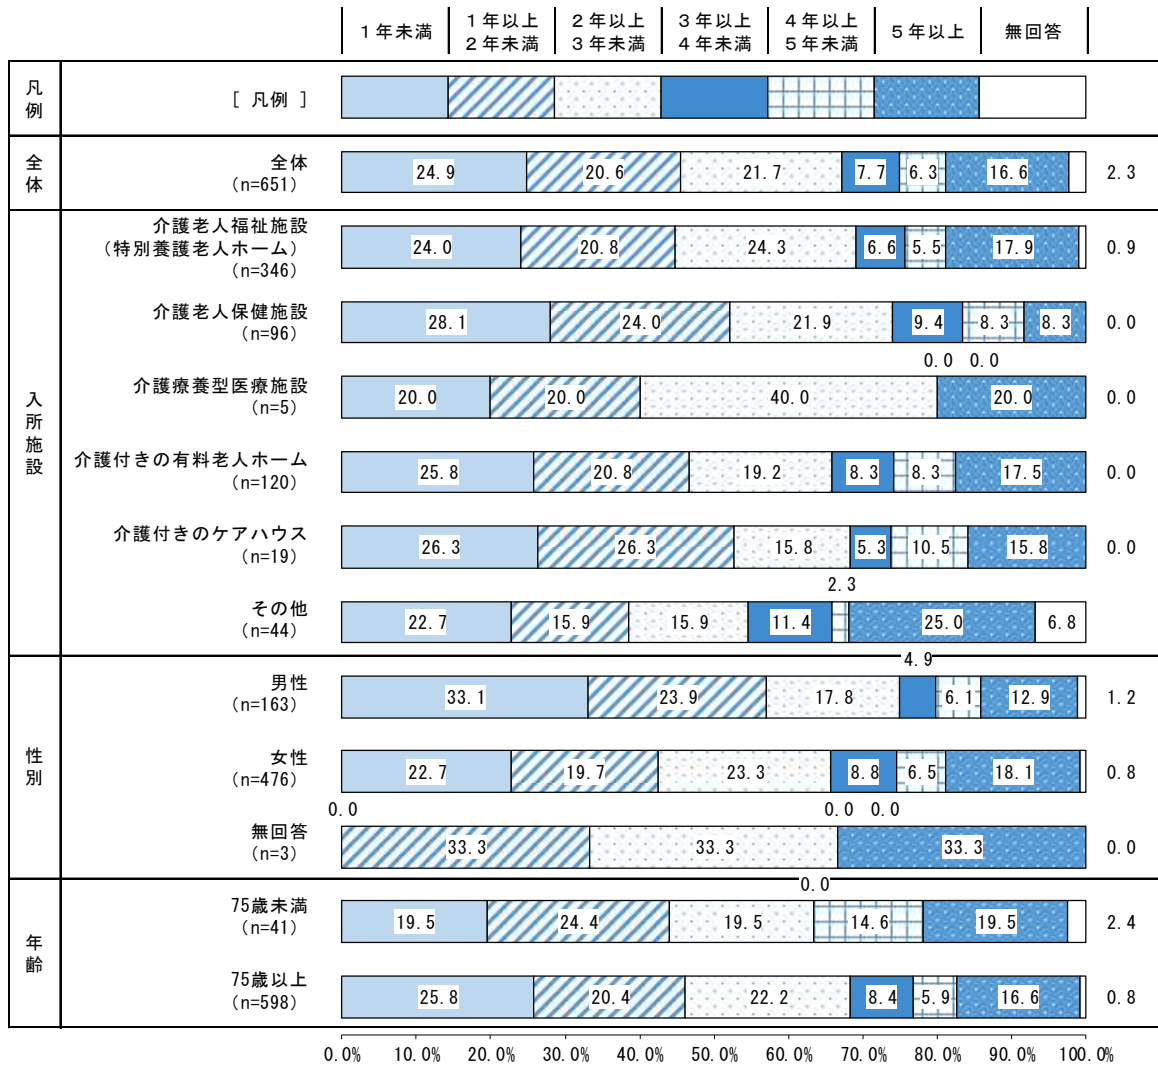 １年未満
１年以上
２年未満
２年以上
３年未満
３年以上
４年未満
４年以上
５年未満
５年以上
無回答
凡例
[ 凡例 ]
全体
全体
(n=651)
24.9 20.6 21.7 7.7 6.3 16.6 2.3
入所施設
介護老人福祉施設
（特別養護老人ホーム）
(n=346)
24.0 20.8 24.3 6.6 5.5 17.9 0.9
介護老人保健施設
(n=96)
28.1 24.0 21.9 9.4 8.3 8.3 0.0
0.0 0.0
介護療養型医療施設
(n=5)
20.0 20.0 40.0 20.0 0.0
介護付きの有料老人ホーム
(n=120)
25.8 20.8 19.2 8.3 8.3 17.5 0.0
介護付きのケアハウス
(n=19)
26.3 26.3 15.8 5.3 10.5 15.8 0.0
2.3
その他
(n=44)
22.7 15.9 15.9 11.4 25.0 6.8
性別
4.9
男性
(n=163)
33.1 23.9 17.8 6.1 12.9 1.2
女性
(n=476)
22.7 19.7 23.3 8.8 6.5 18.1 0.8
0.0 0.0 0.0
無回答
(n=3)
33.3 33.3 33.3 0.0
年齢
0.0
75歳未満
(n=41)
19.5 24.4 19.5 14.6 19.5 2.4
75歳以上
(n=598)
25.8 20.4 22.2 8.4 5.9 16.6 0.8
0.0% 10.0% 20.0% 30.0% 40.0% 50.0% 60.0% 70.0% 80.0% 90.0% 100.0%